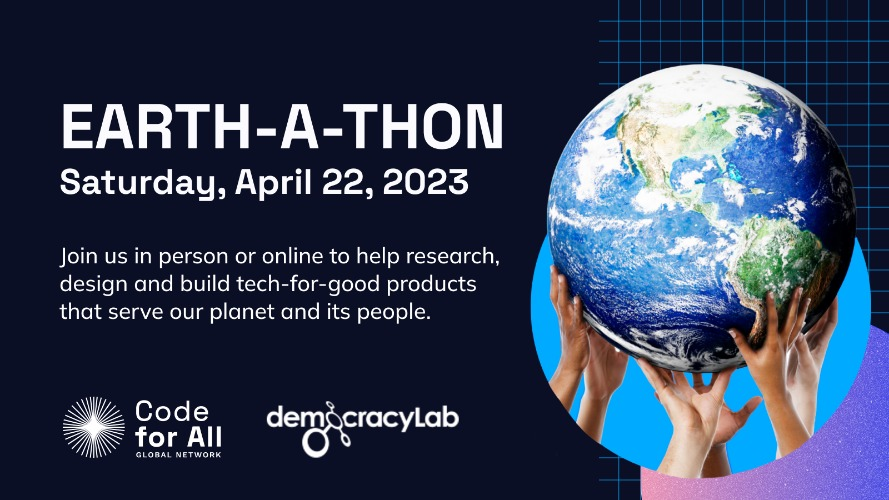 EARTH-A-THON
Saturday, April 22, 2023
Join us in person or online to help research,
design and build tech-for-good products
that serve our planet and its people.
Code
for All
GLOBAL NETWORK
democracyLab